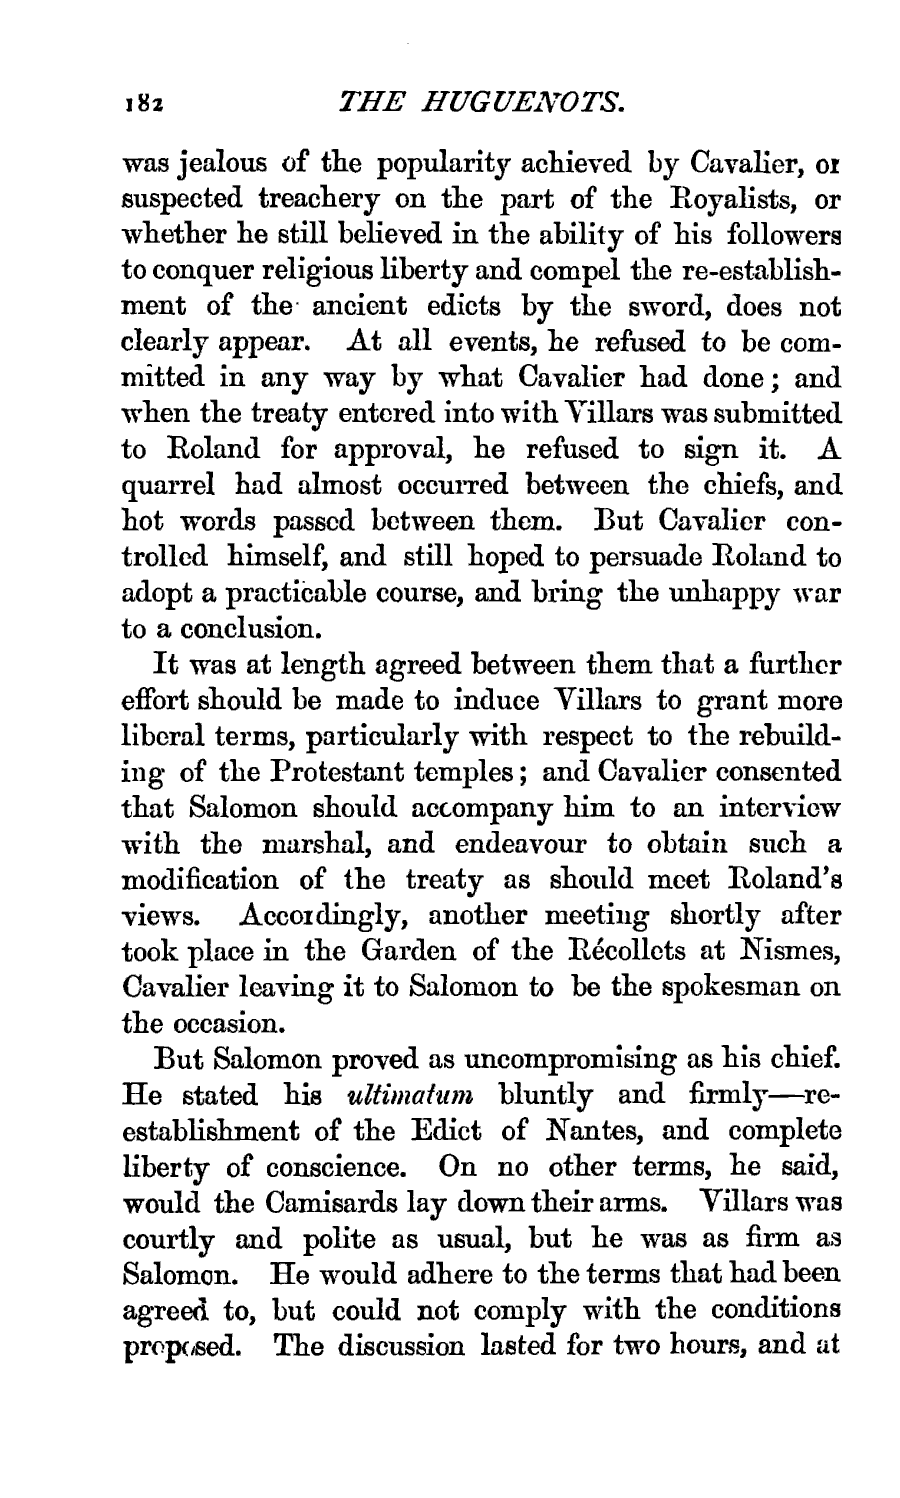 182 THE HUGUENOTS.
was jealous of the popularity achieved by Cavalier, or
suspected treachery on the part of the Royalists, or
whether he still believed in the ability of his followers
to conquer religious liberty and compel the re-establish-
ment of the ancient edicts by the sword, does not
clearly appear. At all events, he refused to be com-
mitted in any way by what Cavalier had done; and
when the treaty entered into with Villars was submitted
to Roland for approval, he refused to sign it. A
quarrel had almost occurred between the chiefs, and
hot words passed between them. But Cavalier con-
trolled himself, and still hoped to persuade Roland to
adopt a practicable course, and bring the unhappy war
to a conclusion.
It was at length agreed between them that a further
effort should be made to induce Villars to grant more
liberal terms, particularly with respect to the rebuild-
ing of the Protestant temples; and Cavalier consented
that Salomon should accompany him to an interview
with the marshal, and endeavour to obtain such a
modification of the treaty as should meet Roland's
views. Accordingly, another meeting shortly after
took place in the Garden of the Récollets at Nismes,
Cavalier leaving it to Salomon to be the spokesman on
the occasion.
But Salomon proved as uncompromising as his chief.
He stated his ultimatum bluntly and firmly—re-
establishment of the Edict of Nantes, and complete
liberty of conscience. On no other terms, he said,
would the Camisards lay down their arms. Villars was
courtly and polite as usual, but he was as firm as
Salomon. He would adhere to the terms that had been
agreed to, but could not comply with the conditions
proposed. The discussion lasted for two hours, and at